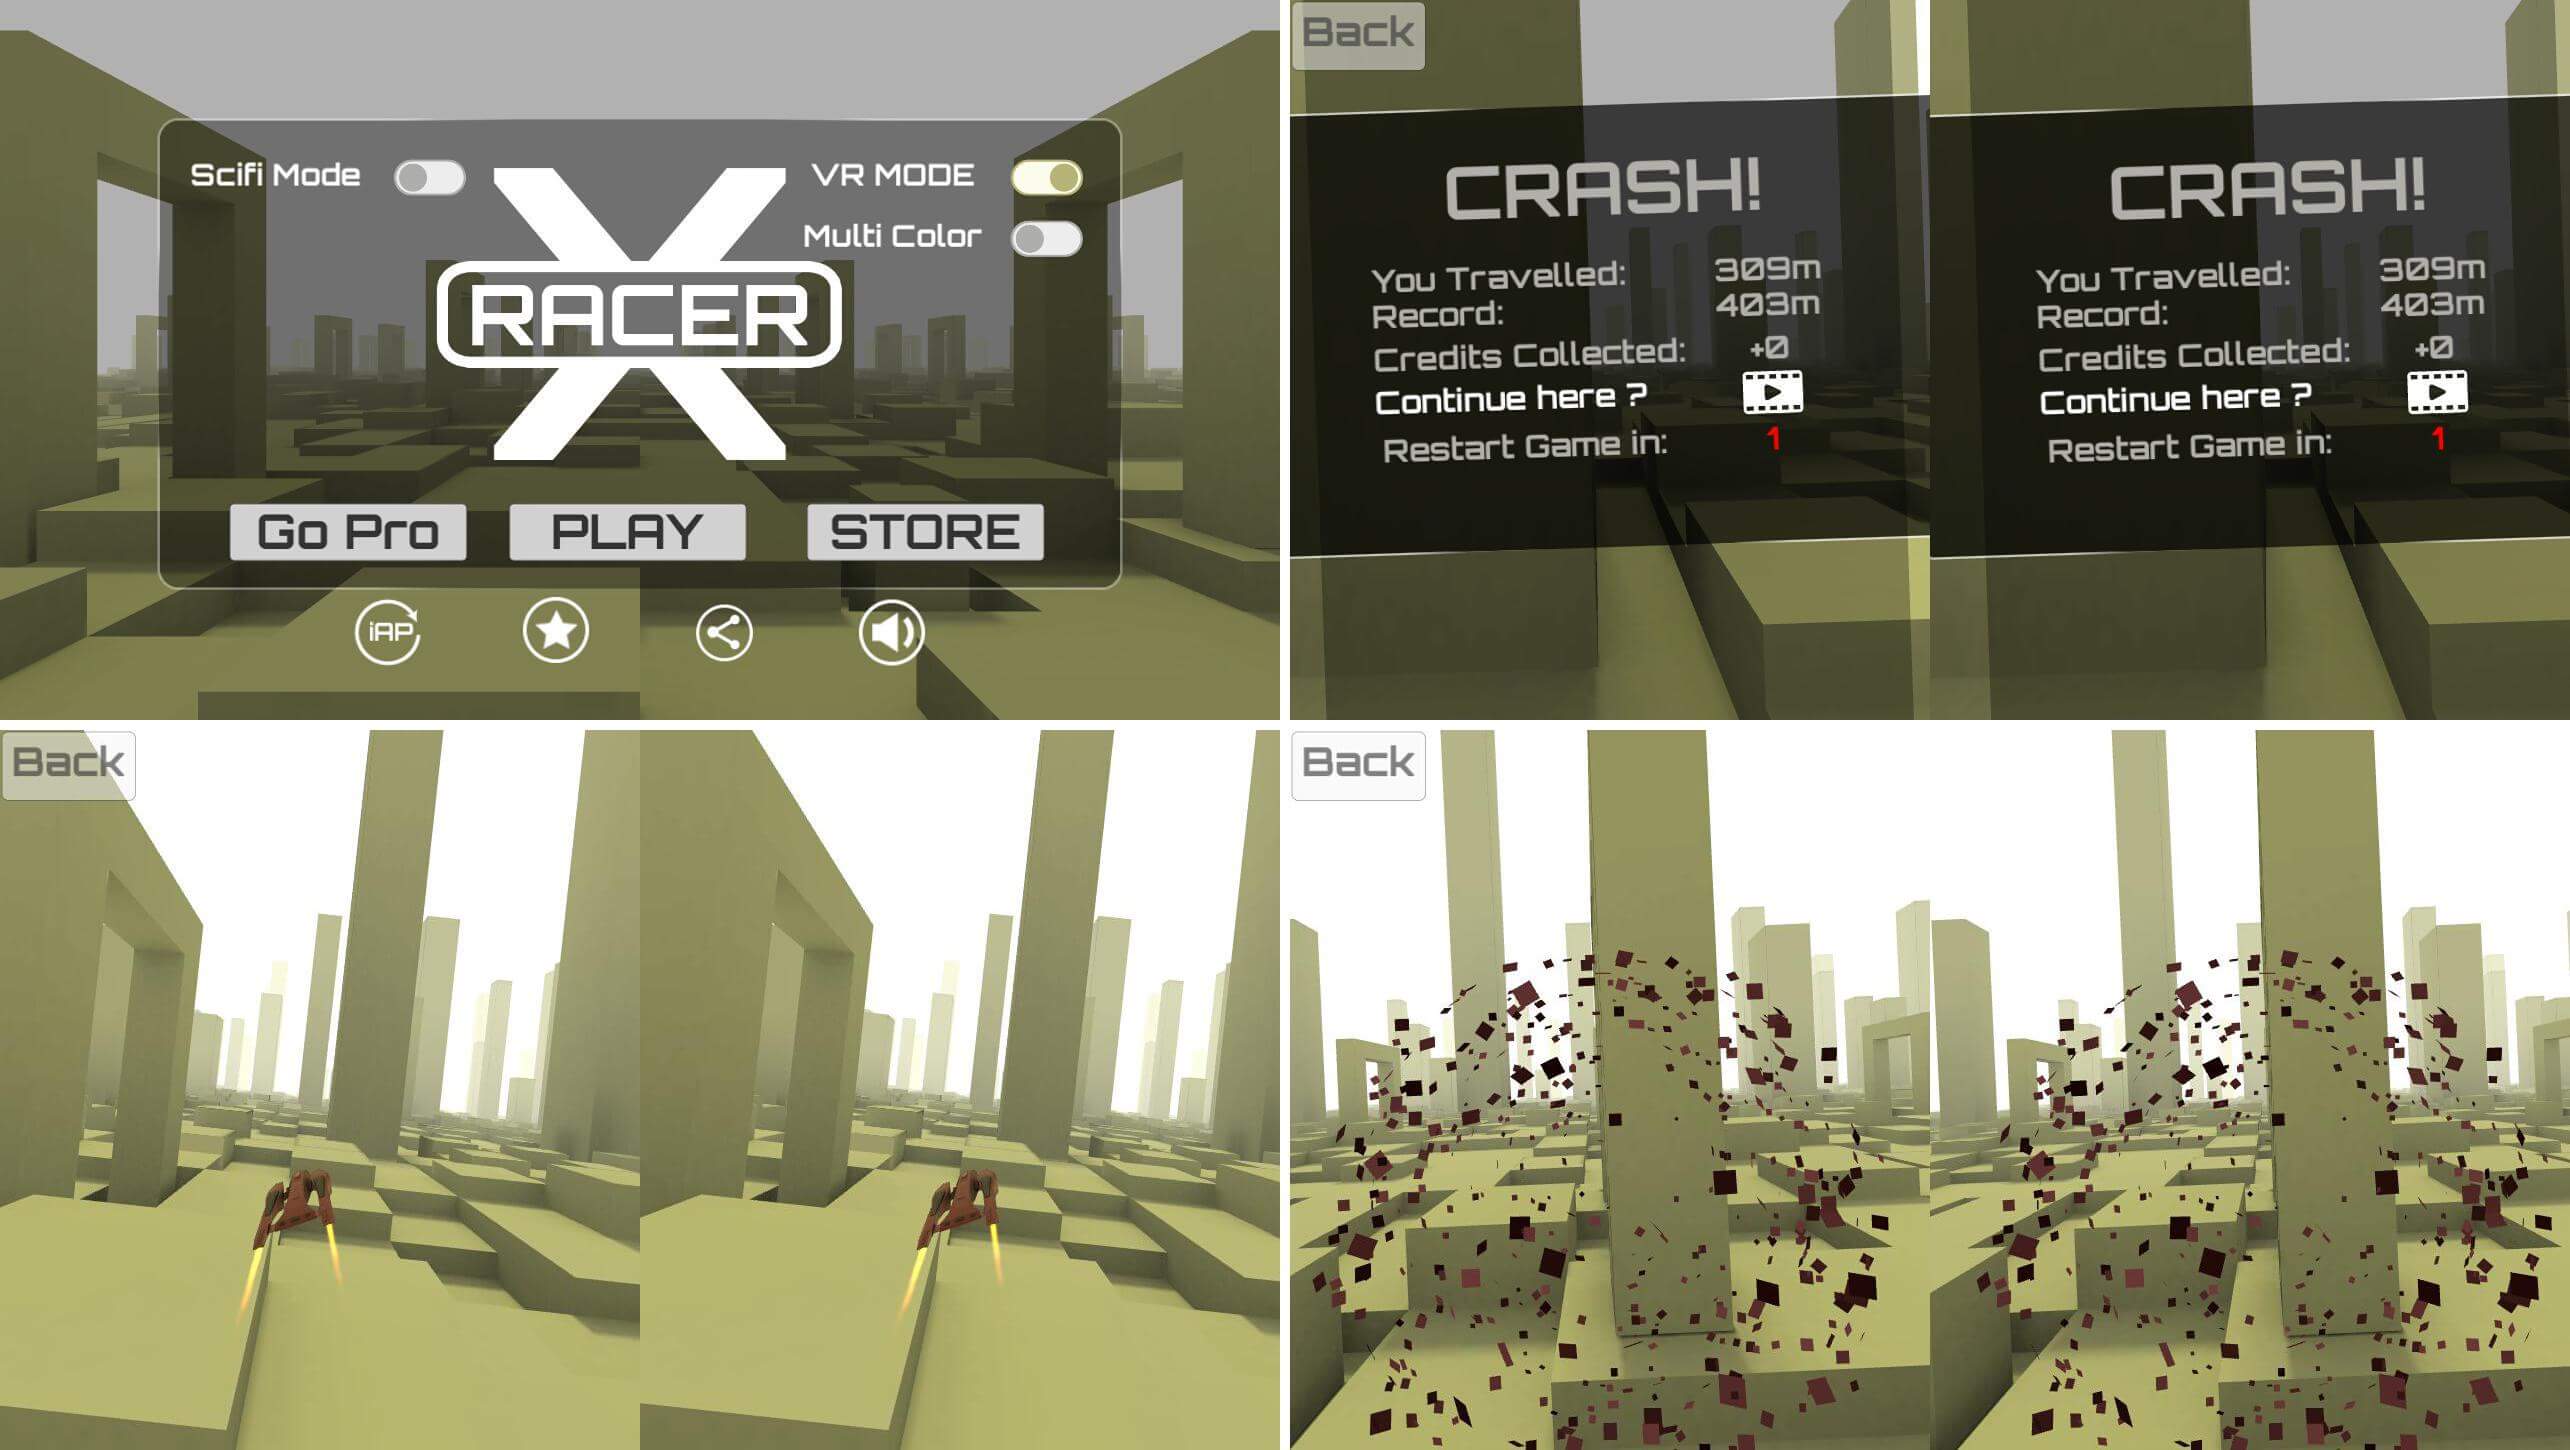 Scifi Mode
VR MODE
Multi Color
X
RACER
Go Pro
PLAY
STORE
iAP
Back
CRASH!
You Travelled: 309m
Record: 403m
Credits Collected: +0
Continue here ?
Restart Game in: 1
CRASH!
You Travelled: 309m
Record: 403m
Credits Collected: +0
Continue here ?
Restart Game in: 1
Back
Back